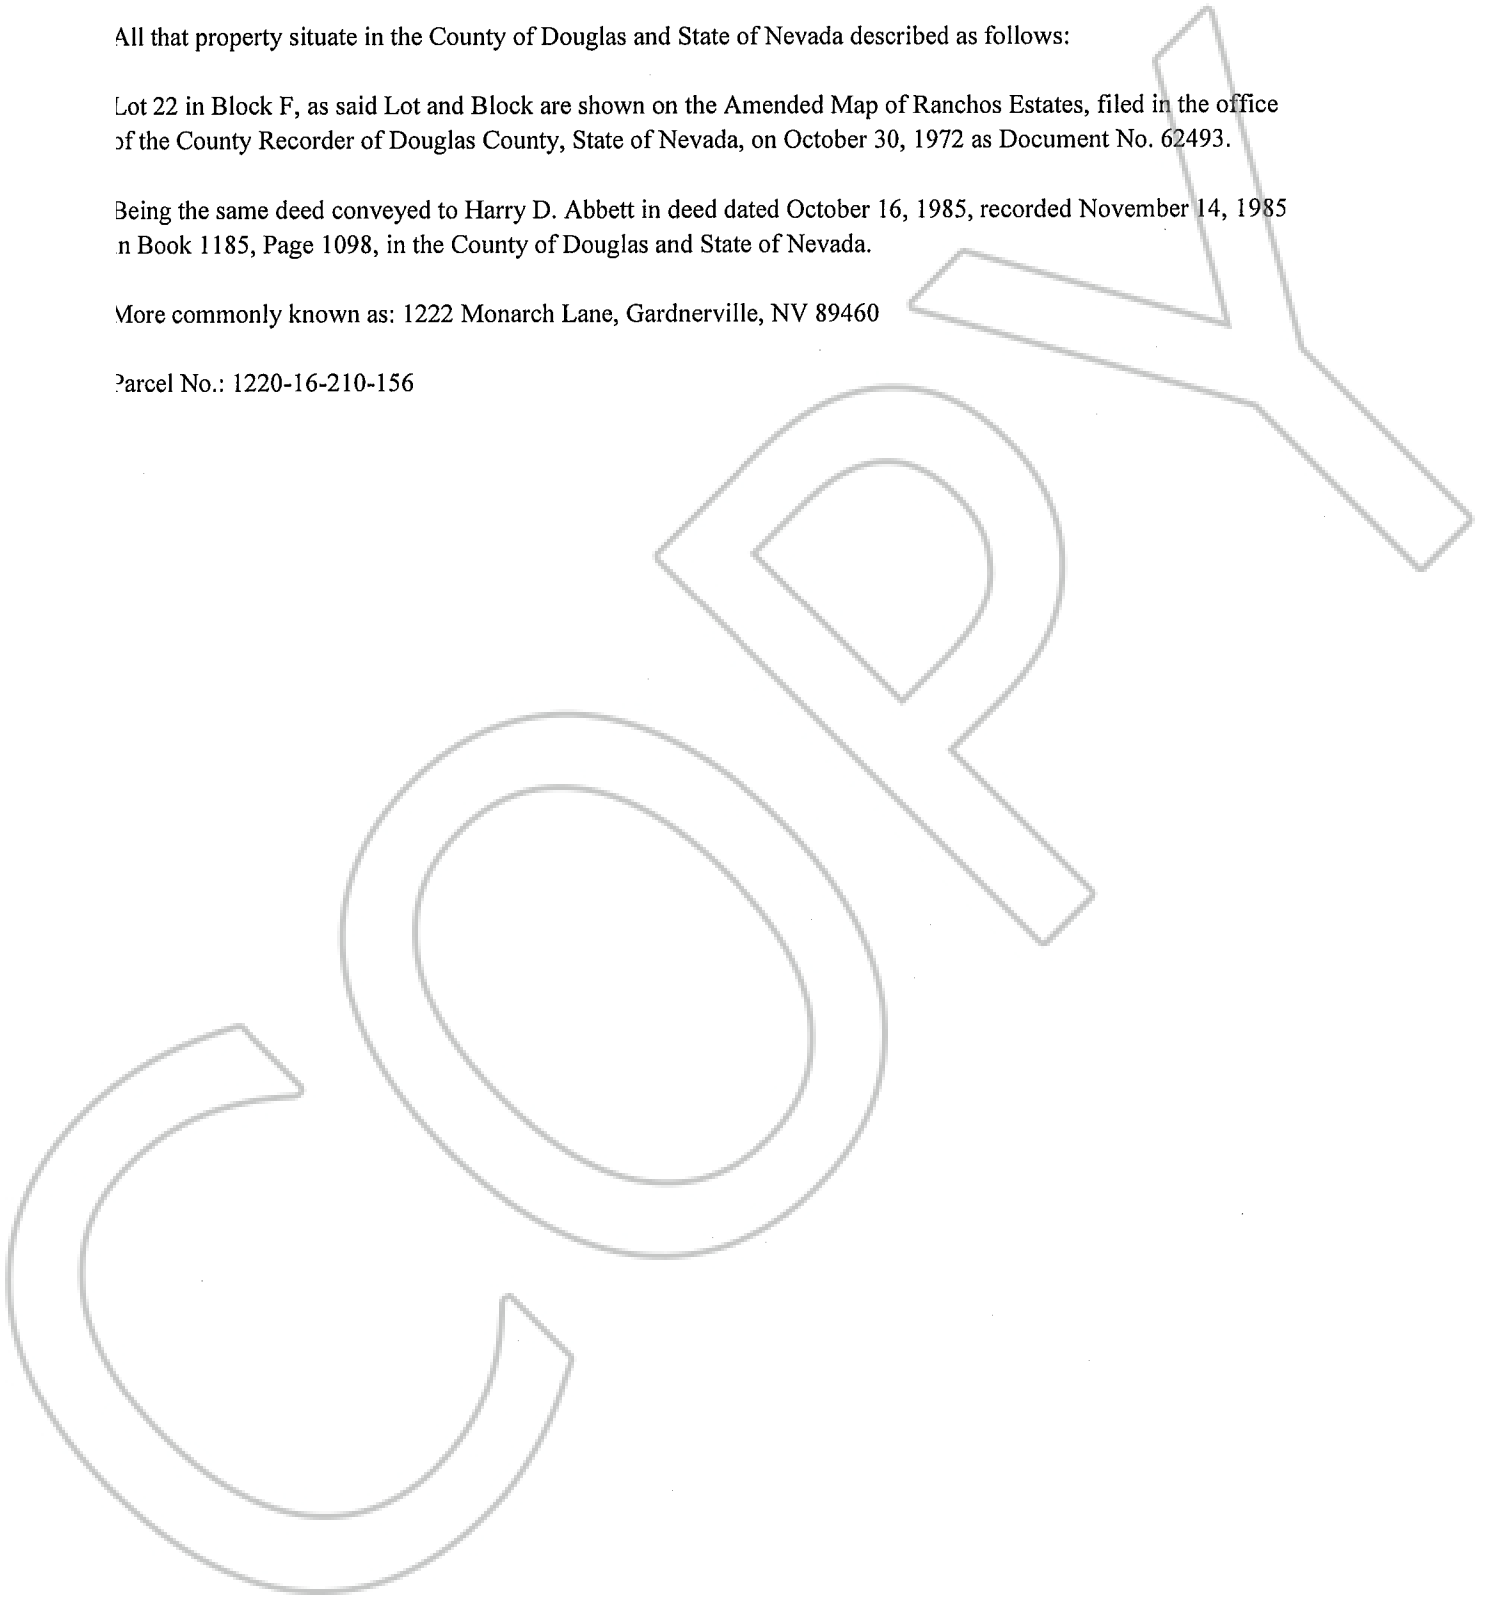 All that property situate in the County of Douglas and State of Nevada described as follows:
Lot 22 in Block F, as said Lot and Block are shown on the Amended Map of Ranchos Estates, filed in the office
of the County Recorder of Douglas County, State of Nevada, on October 30, 1972 as Document No. 62493.
Being the same deed conveyed to Harry D. Abbett in deed dated October 16, 1985, recorded November 14, 1985
in Book 1185, Page 1098, in the County of Douglas and State of Nevada.
More commonly known as: 1222 Monarch Lane, Gardnerville, NV 89460
Parcel No.: 1220-16-210-156
COPY